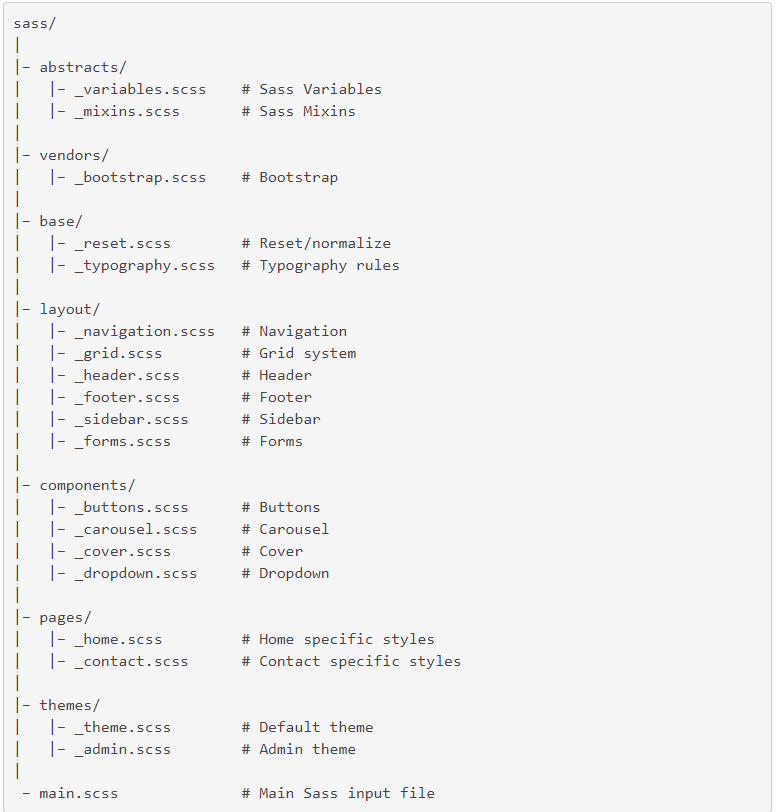 sass/
|
|- abstracts/
|   |- _variables.scss    # Sass Variables
|   |- _mixins.scss       # Sass Mixins
|
|- vendors/
|   |- _bootstrap.scss    # Bootstrap
|
|- base/
|   |- _reset.scss        # Reset/normalize
|   |- _typography.scss   # Typography rules
|
|- layout/
|   |- _navigation.scss   # Navigation
|   |- _grid.scss         # Grid system
|   |- _header.scss       # Header
|   |- _footer.scss       # Footer
|   |- _sidebar.scss      # Sidebar
|   |- _forms.scss        # Forms
|
|- components/
|   |- _buttons.scss      # Buttons
|   |- _carousel.scss     # Carousel
|   |- _cover.scss        # Cover
|   |- _dropdown.scss     # Dropdown
|
|- pages/
|   |- _home.scss         # Home specific styles
|   |- _contact.scss      # Contact specific styles
|
|- themes/
|   |- _theme.scss        # Default theme
|   |- _admin.scss        # Admin theme
|
 - main.scss              # Main Sass input file